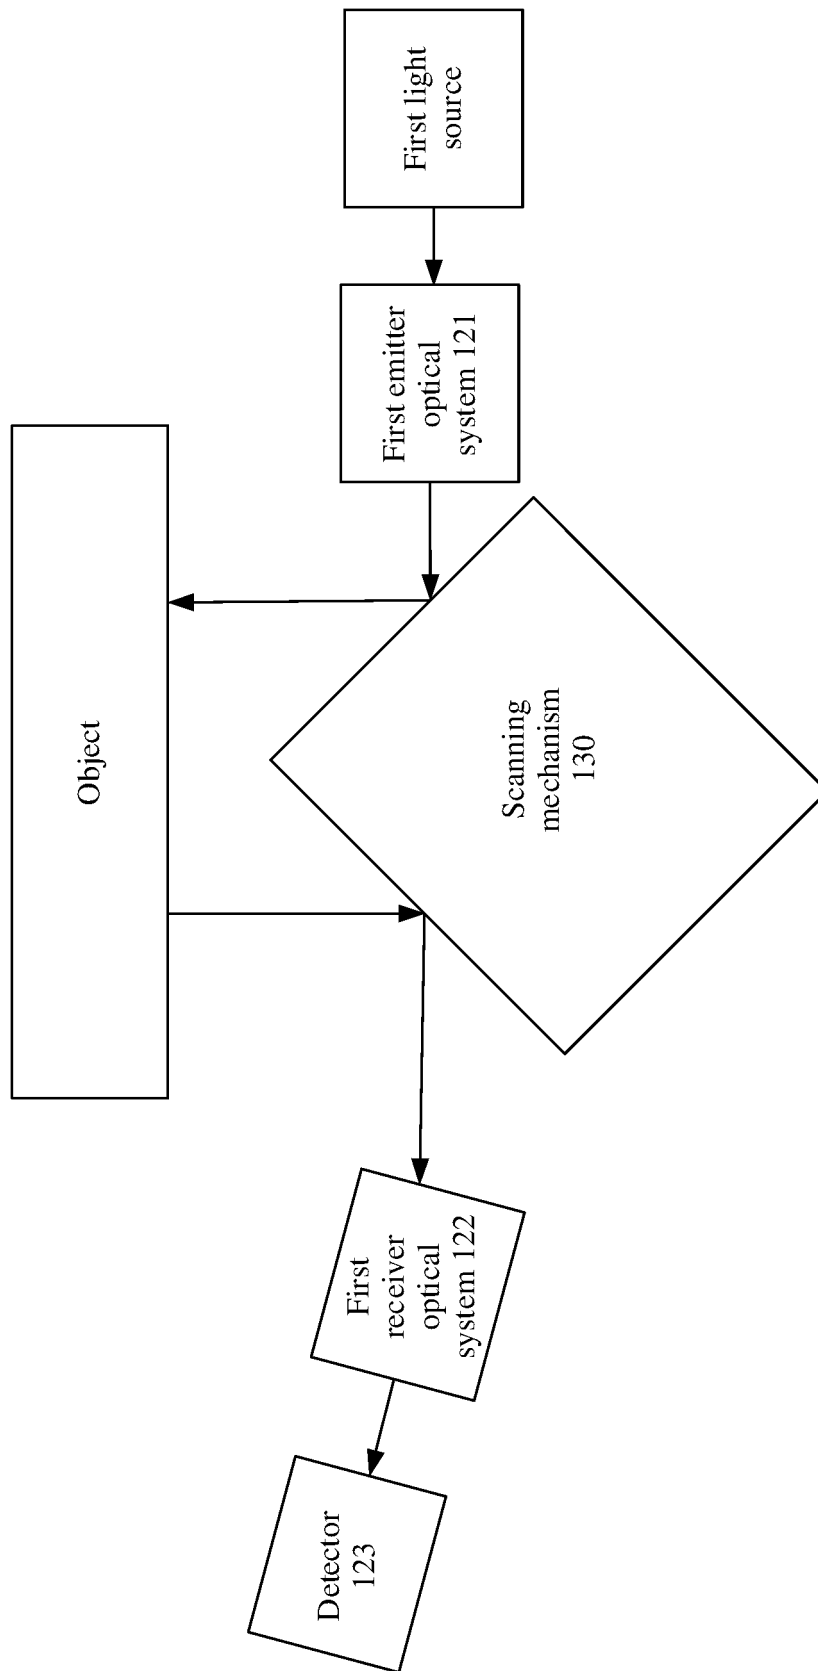 First light
source
First emitter
optical
system 121
Object
Scanning
mechanism
130
First
receiver
optical
system 122
Detector
123